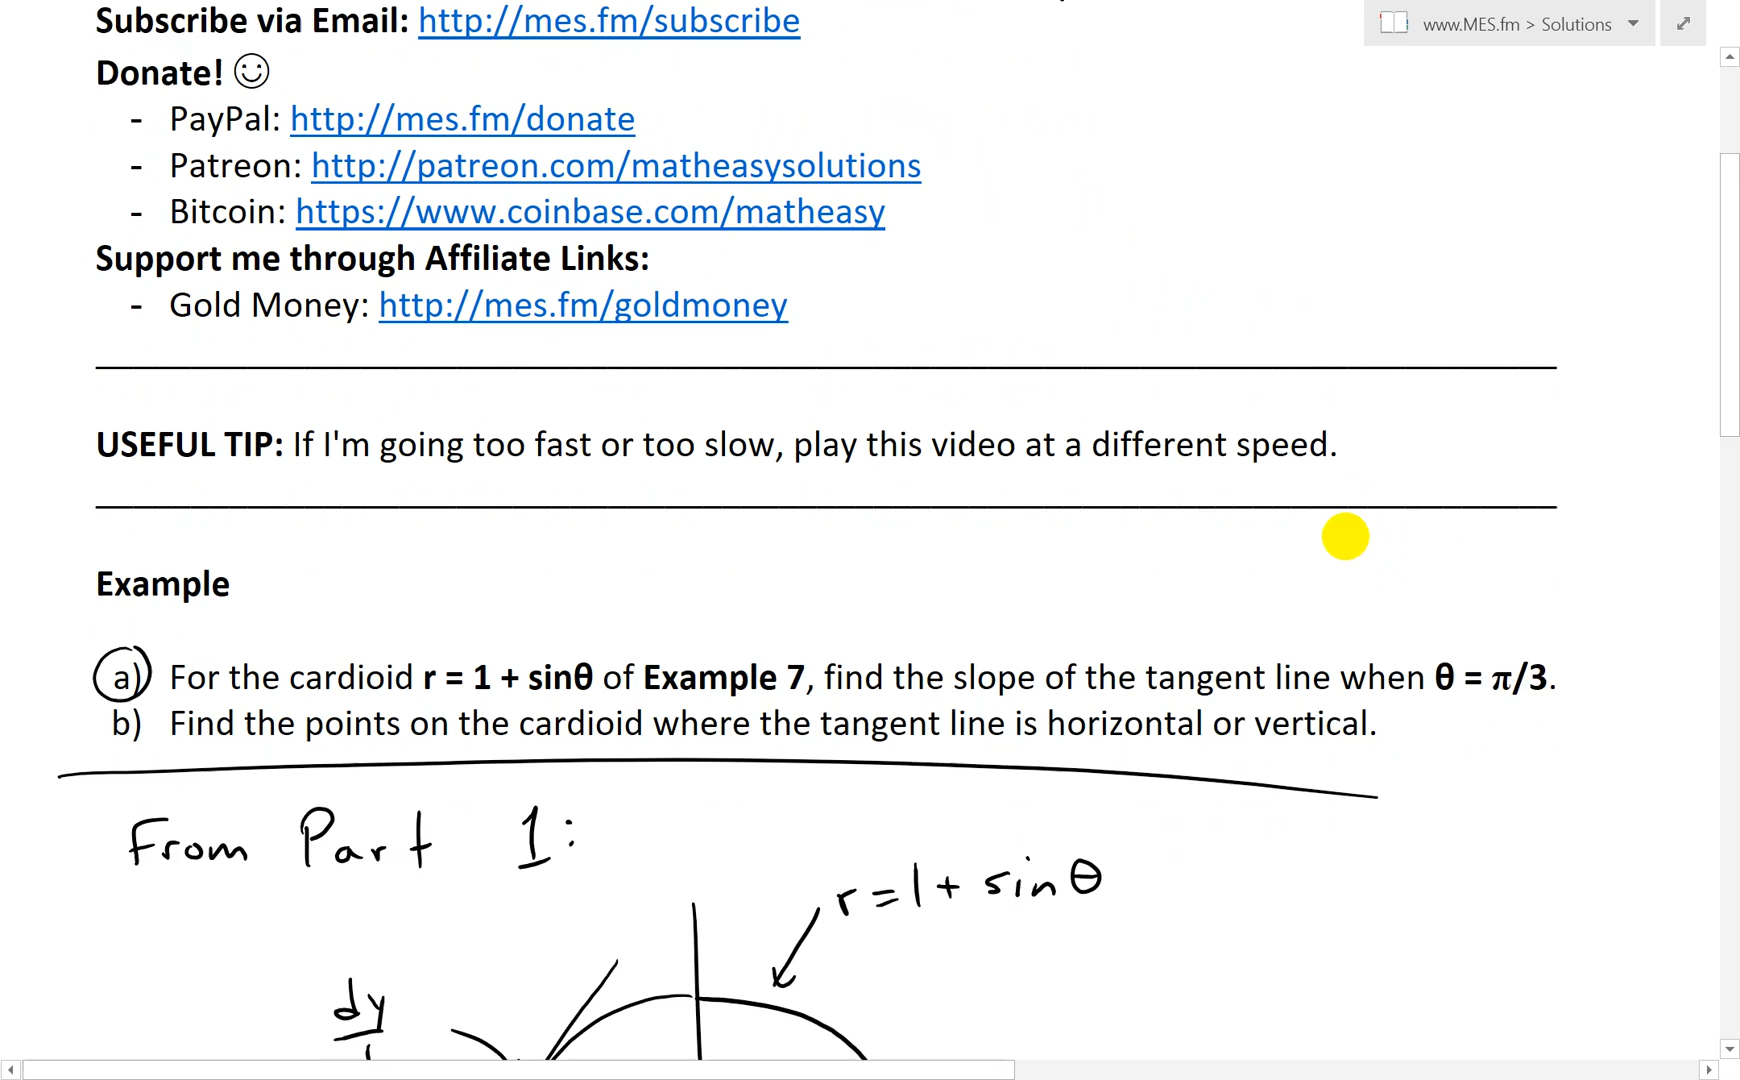 Subscribe via Email: http://mes.fm/subscribe
www.MES.fm > Solutions
Donate! ☺
- PayPal: http://mes.fm/donate
- Patreon: http://patreon.com/matheasysolutions
- Bitcoin: https://www.coinbase.com/matheasy
Support me through Affiliate Links:
- Gold Money: http://mes.fm/goldmoney
USEFUL TIP: If I'm going too fast or too slow, play this video at a different speed.
Example
a) For the cardioid r = 1 + sinθ of Example 7, find the slope of the tangent line when θ = π/3.
b) Find the points on the cardioid where the tangent line is horizontal or vertical.
From Part 1:
r = 1 + sin θ
dy